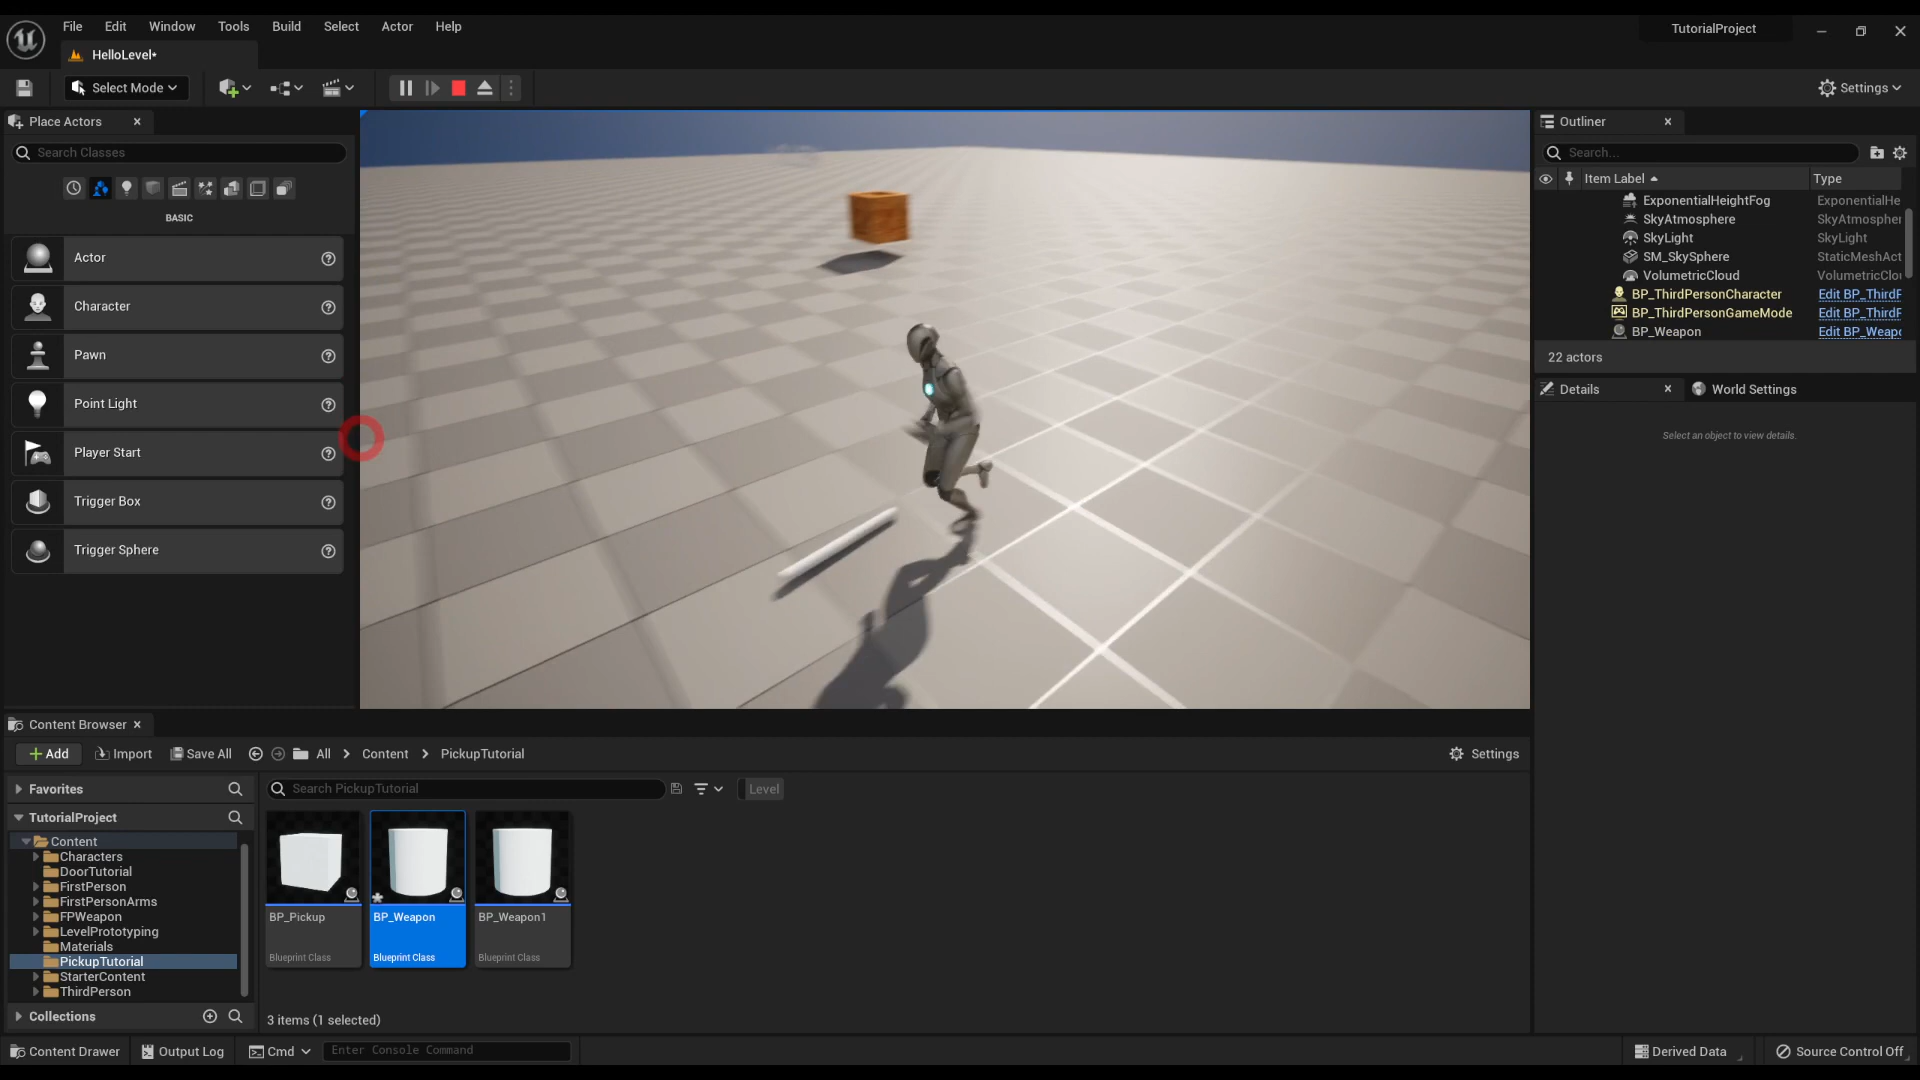 File Edit Window Tools Build Select Actor Help
TutorialProject
HelloLevel*
Select Mode
Settings
Place Actors
Search Classes
BASIC
Actor
Character
Pawn
Point Light
Player Start
Trigger Box
Trigger Sphere
Outliner
Search...
Item Label Type
ExponentialHeightFog ExponentialHe
SkyAtmosphere SkyAtmospher
SkyLight SkyLight
SM_SkySphere StaticMeshAct
VolumetricCloud VolumetricClou
BP_ThirdPersonCharacter Edit BP_ThirdP
BP_ThirdPersonGameMode Edit BP_ThirdP
BP_Weapon Edit BP_Weapo
22 actors
Details World Settings
Select an object to view details.
Content Browser
Add Import Save All All Content PickupTutorial Settings
Favorites
Search PickupTutorial Level
TutorialProject
Content
Characters
DoorTutorial
FirstPerson
FirstPersonArms
FPWeapon
LevelPrototyping
Materials
PickupTutorial
StarterContent
ThirdPerson
Collections
BP_Pickup BP_Weapon BP_Weapon1
Blueprint Class Blueprint Class Blueprint Class
3 items (1 selected)
Content Drawer Output Log Cmd Enter Console Command Derived Data Source Control Off